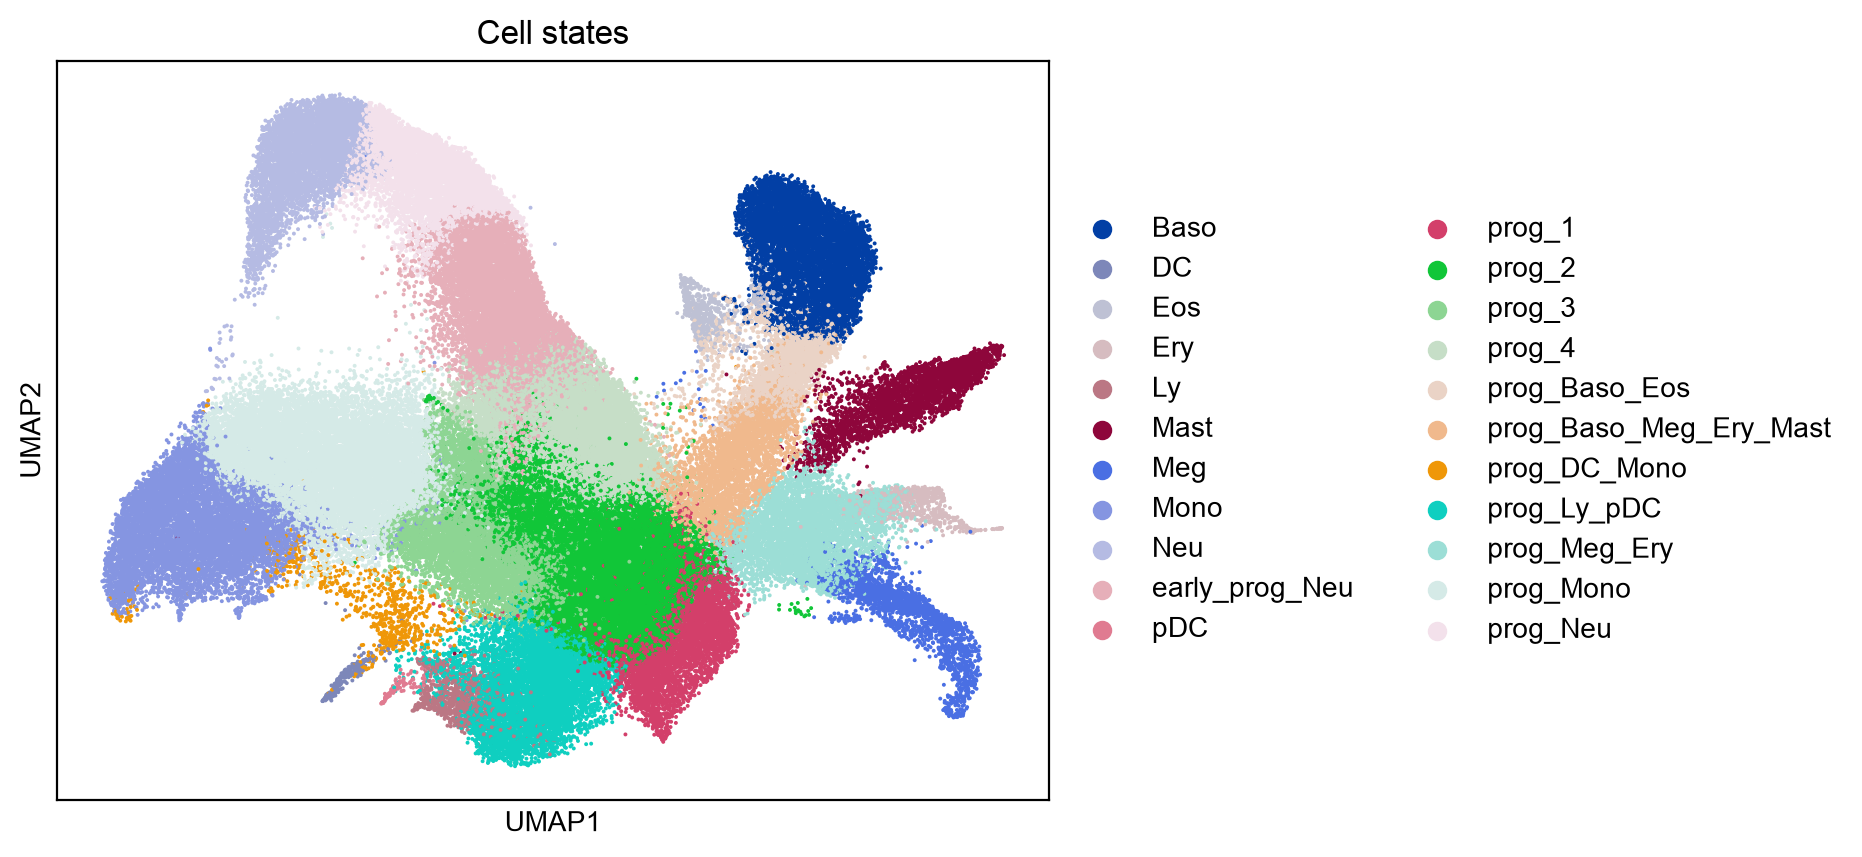 Cell states
UMAP2
UMAP1
Baso
DC
Eos
Ery
Ly
Mast
Meg
Mono
Neu
early_prog_Neu
pDC
prog_1
prog_2
prog_3
prog_4
prog_Baso_Eos
prog_Baso_Meg_Ery_Mast
prog_DC_Mono
prog_Ly_pDC
prog_Meg_Ery
prog_Mono
prog_Neu